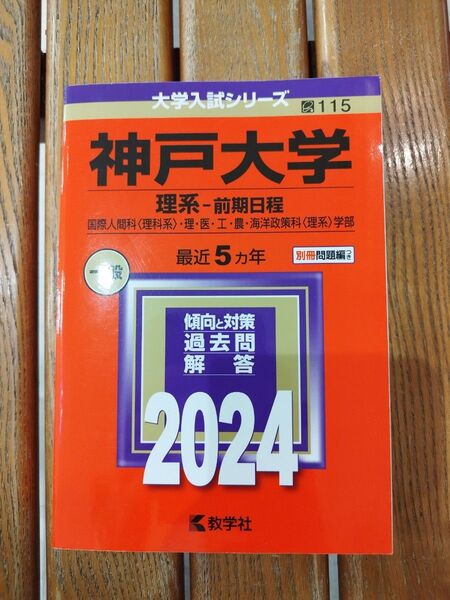 大学入試シリーズ 115
神戸大学
理系-前期日程
国際人間科〈理科系〉・理・医・工・農・海洋政策科〈理系〉学部
最近5カ年
別冊問題編つき
一般
傾向と対策
過去問
解答
2024
教学社